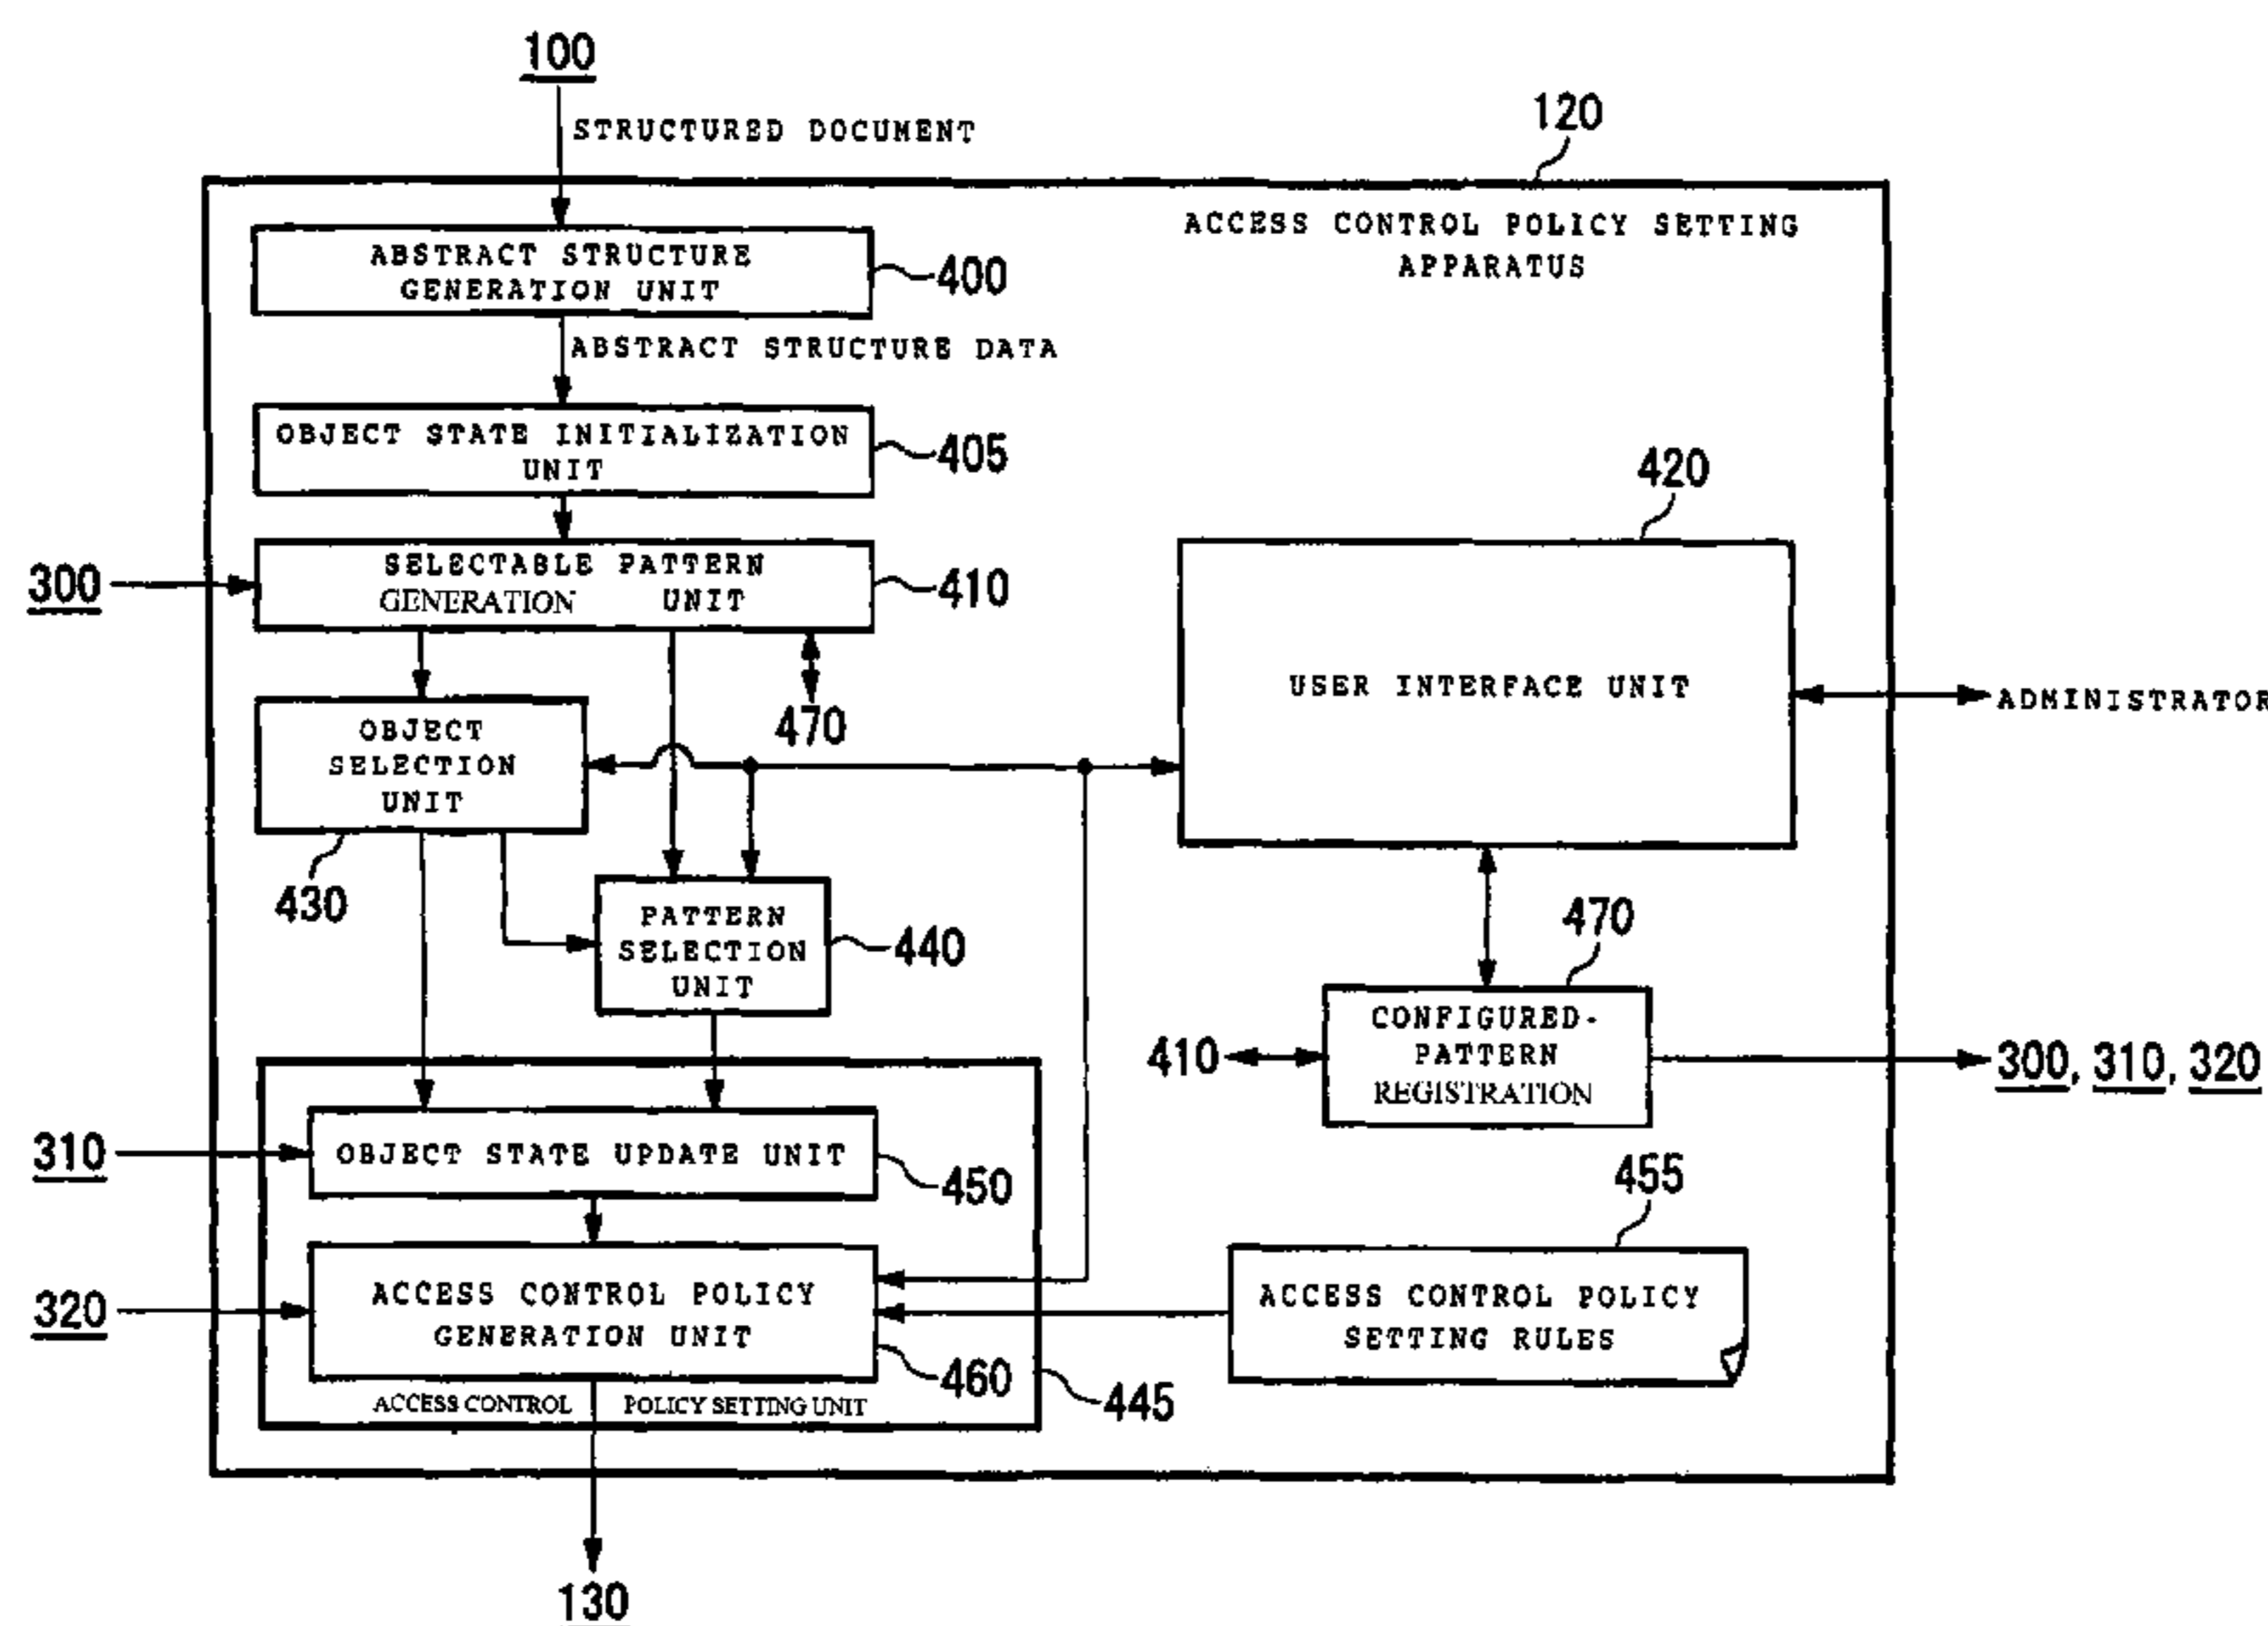 100
STRUCTURED DOCUMENT
120
ACCESS CONTROL POLICY SETTING
APPARATUS
ABSTRACT STRUCTURE
GENERATION UNIT
400
ABSTRACT STRUCTURE DATA
OBJECT STATE INITIALIZATION
UNIT
405
420
300
SELECTABLE PATTERN
GENERATION UNIT
410
USER INTERFACE UNIT
ADMINISTRATOR
470
OBJECT
SELECTION
UNIT
430
PATTERN
SELECTION
UNIT
440
470
410
CONFIGURED-
PATTERN
REGISTRATION
300, 310, 320
310
OBJECT STATE UPDATE UNIT
450
455
320
ACCESS CONTROL POLICY
GENERATION UNIT
460
ACCESS CONTROL POLICY
SETTING RULES
ACCESS CONTROL POLICY SETTING UNIT
445
130